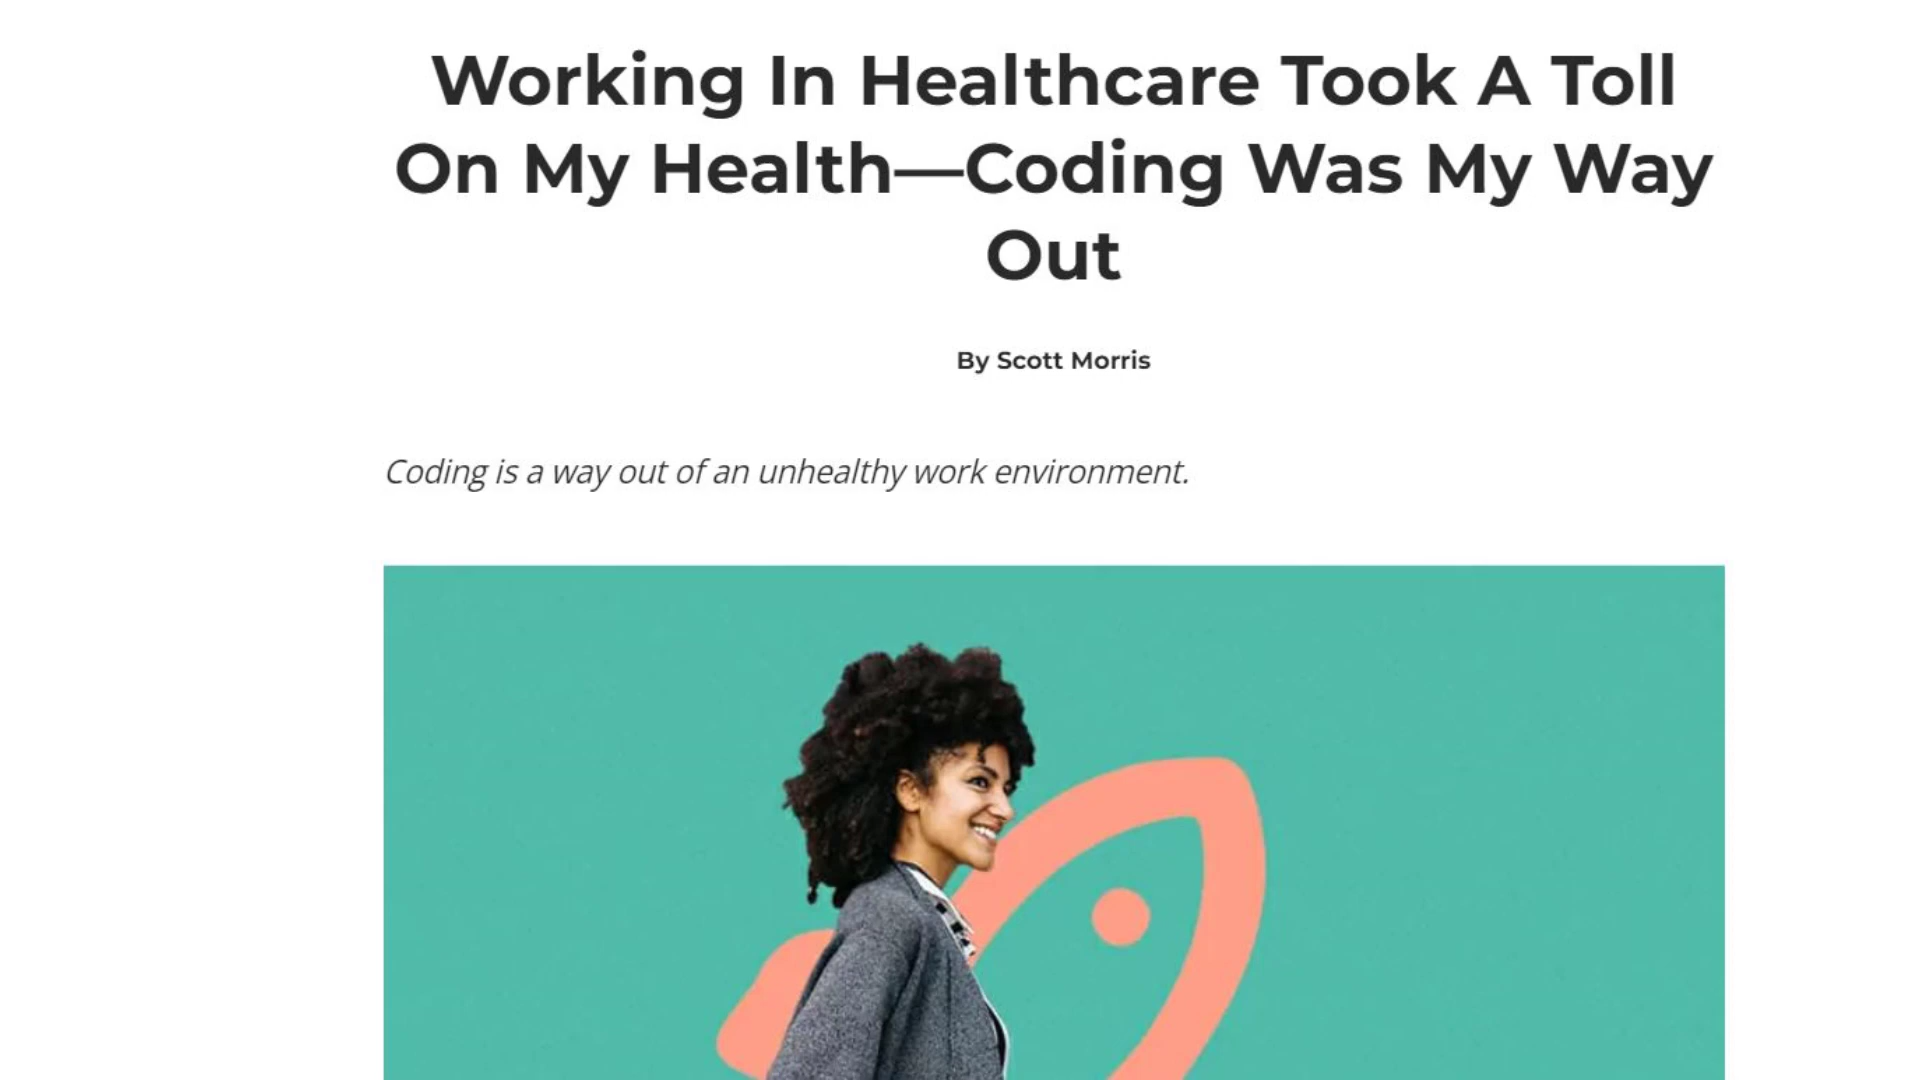 Working In Healthcare Took A Toll
On My Health—Coding Was My Way
Out
By Scott Morris
Coding is a way out of an unhealthy work environment.